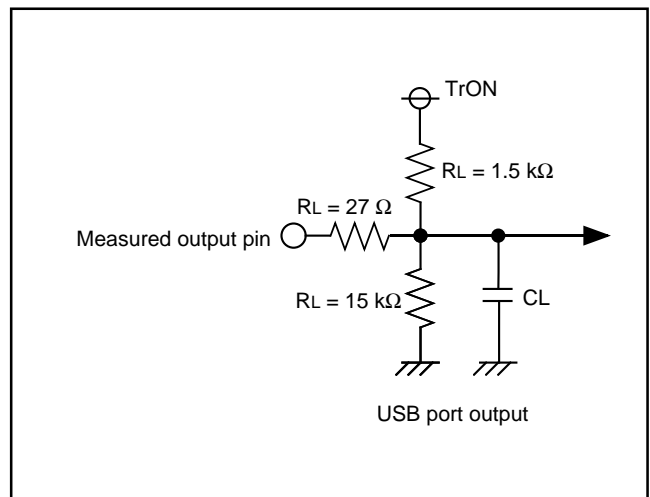 TrON
RL = 1.5 kΩ
RL = 27 Ω
Measured output pin
RL = 15 kΩ
CL
USB port output